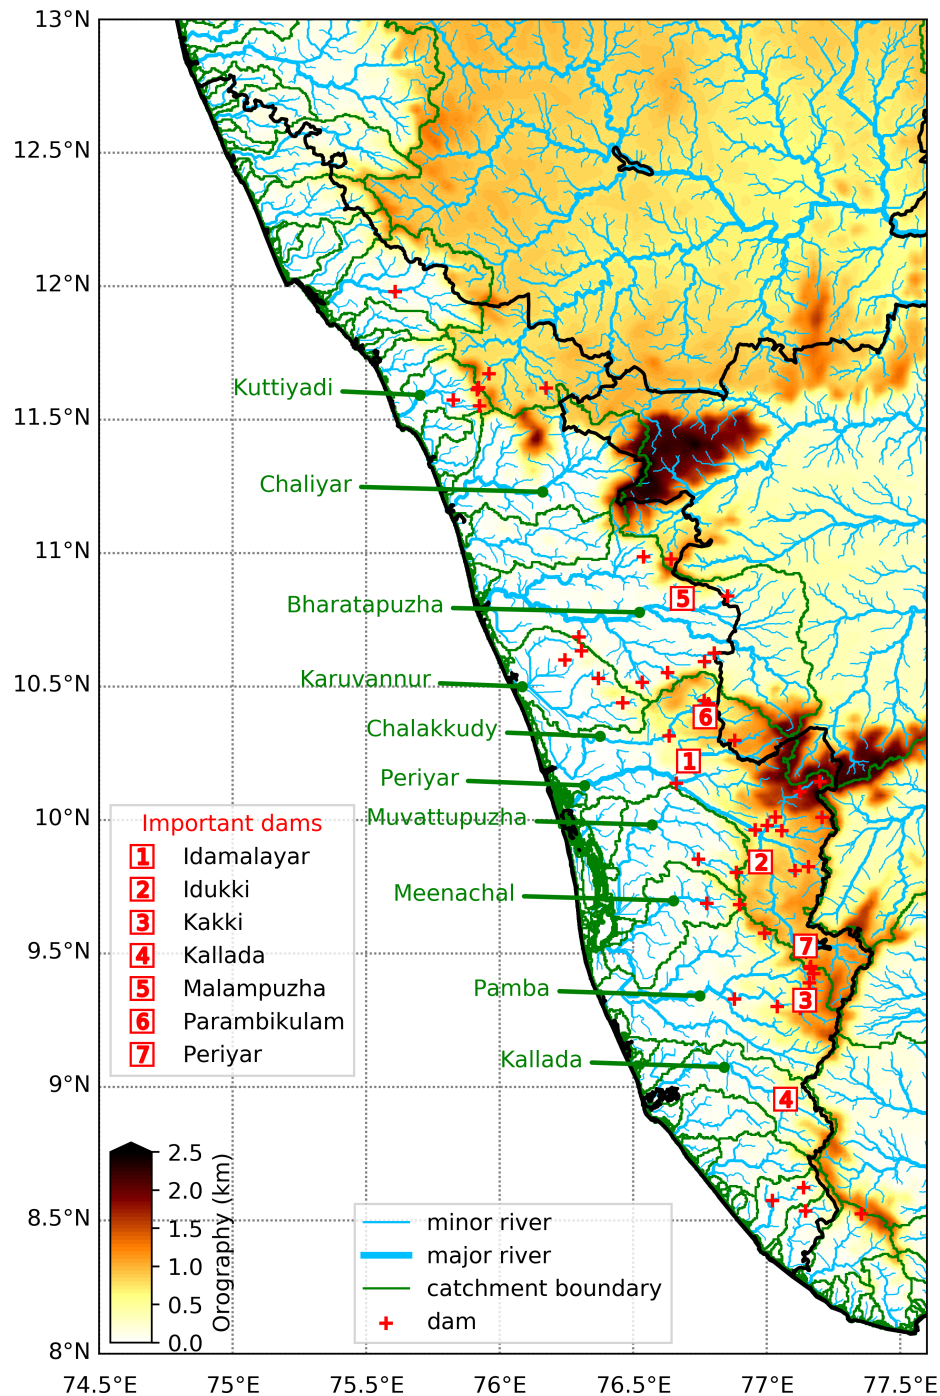 13°N
12.5°N
12°N
11.5°N
11°N
10.5°N
10°N
9.5°N
9°N
8.5°N
8°N
Kuttiyadi
Chaliyar
Bharatapuzha
Karuvannur
Chalakkudy
Periyar
Muvattupuzha
Meenachal
Pamba
Kallada
5
6
1
2
7
3
4
Important dams
1 Idamalayar
2 Idukki
3 Kakki
4 Kallada
5 Malampuzha
6 Parambikulam
7 Periyar
2.5
2.0
1.5
1.0
0.5
0.0
Orography (km)
minor river
major river
catchment boundary
dam
74.5°E 75°E 75.5°E 76°E 76.5°E 77°E 77.5°E